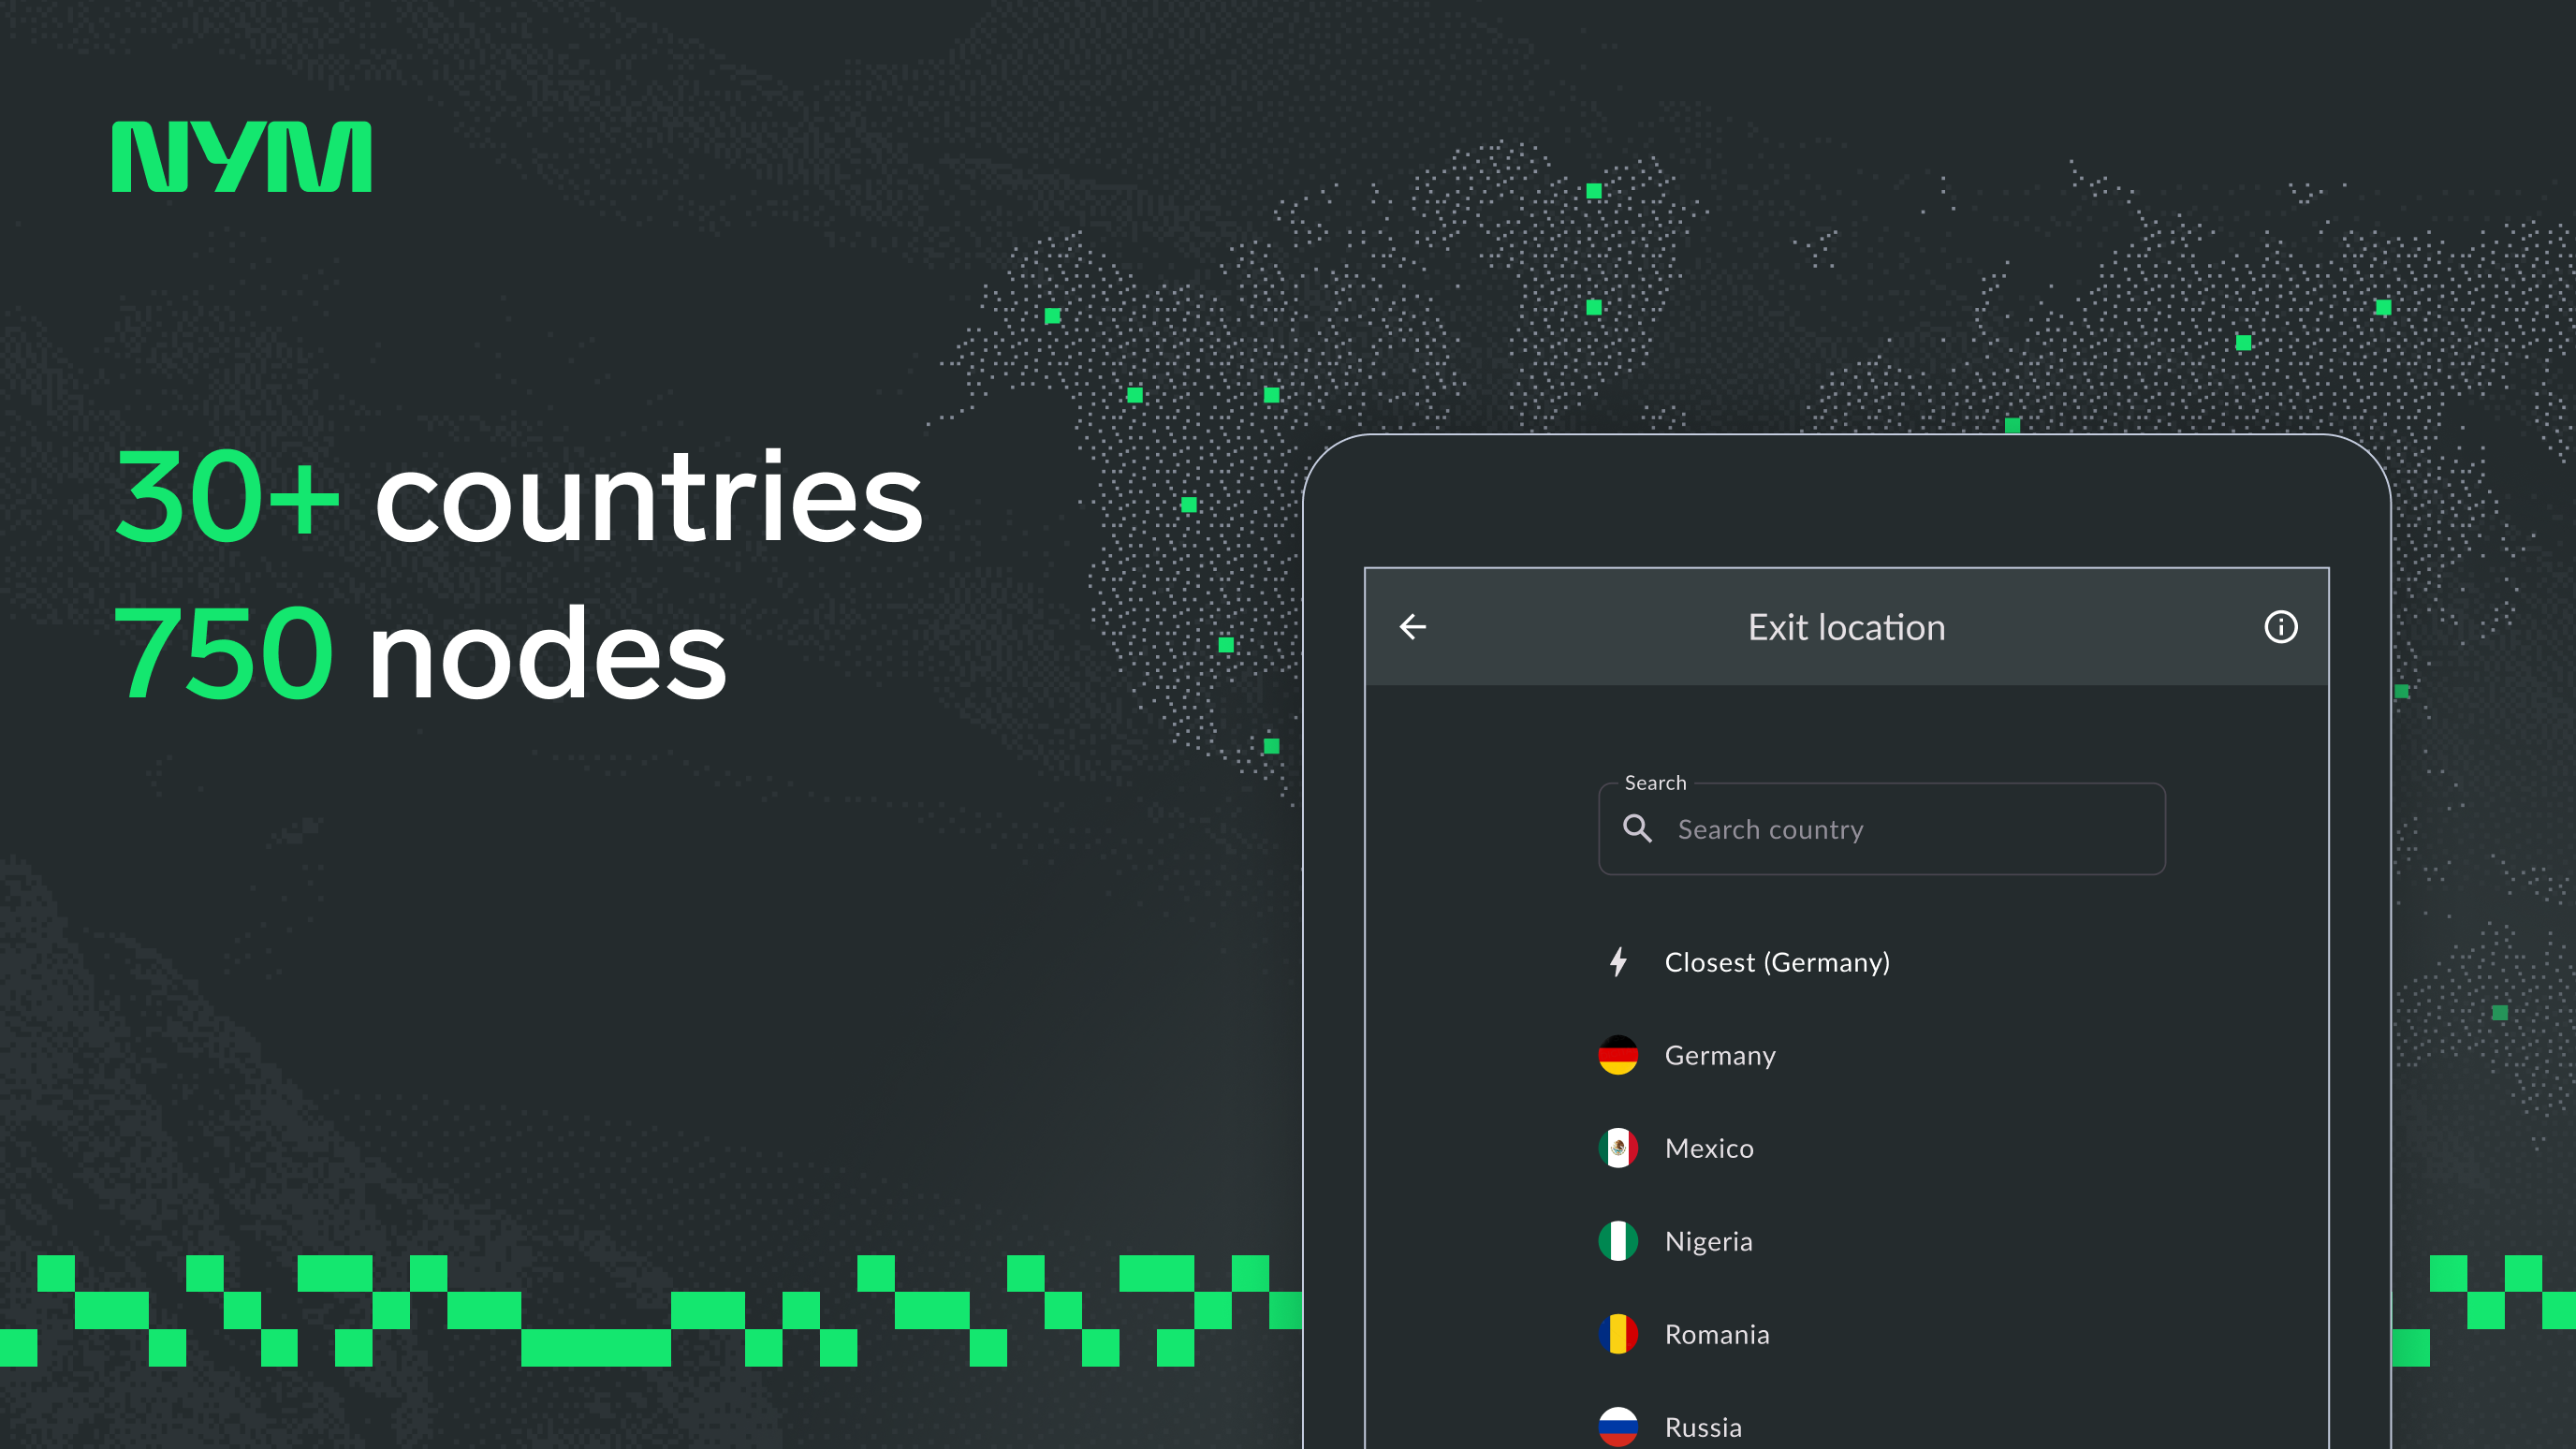 NYM
30+ countries
750 nodes
Exit location
Search
Search country
Closest (Germany)
Germany
Mexico
Nigeria
Romania
Russia